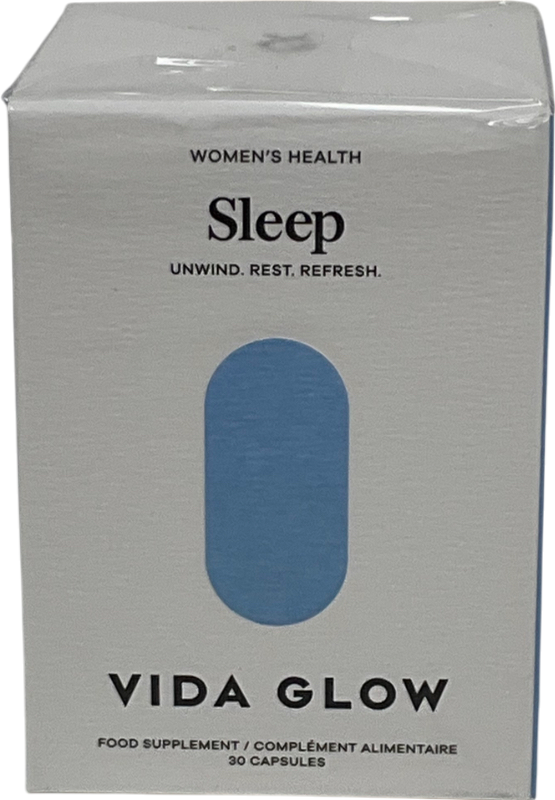 WOMEN'S HEALTH
Sleep
UNWIND. REST. REFRESH.
VIDA GLOW
FOOD SUPPLEMENT / COMPLÉMENT ALIMENTAIRE
30 CAPSULES